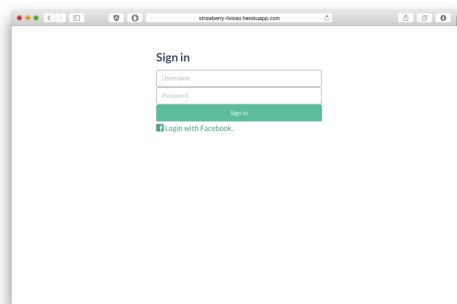 strawberry-livioso.herokuapp.com
Sign in
Username
Password
Sign in
Login with Facebook.